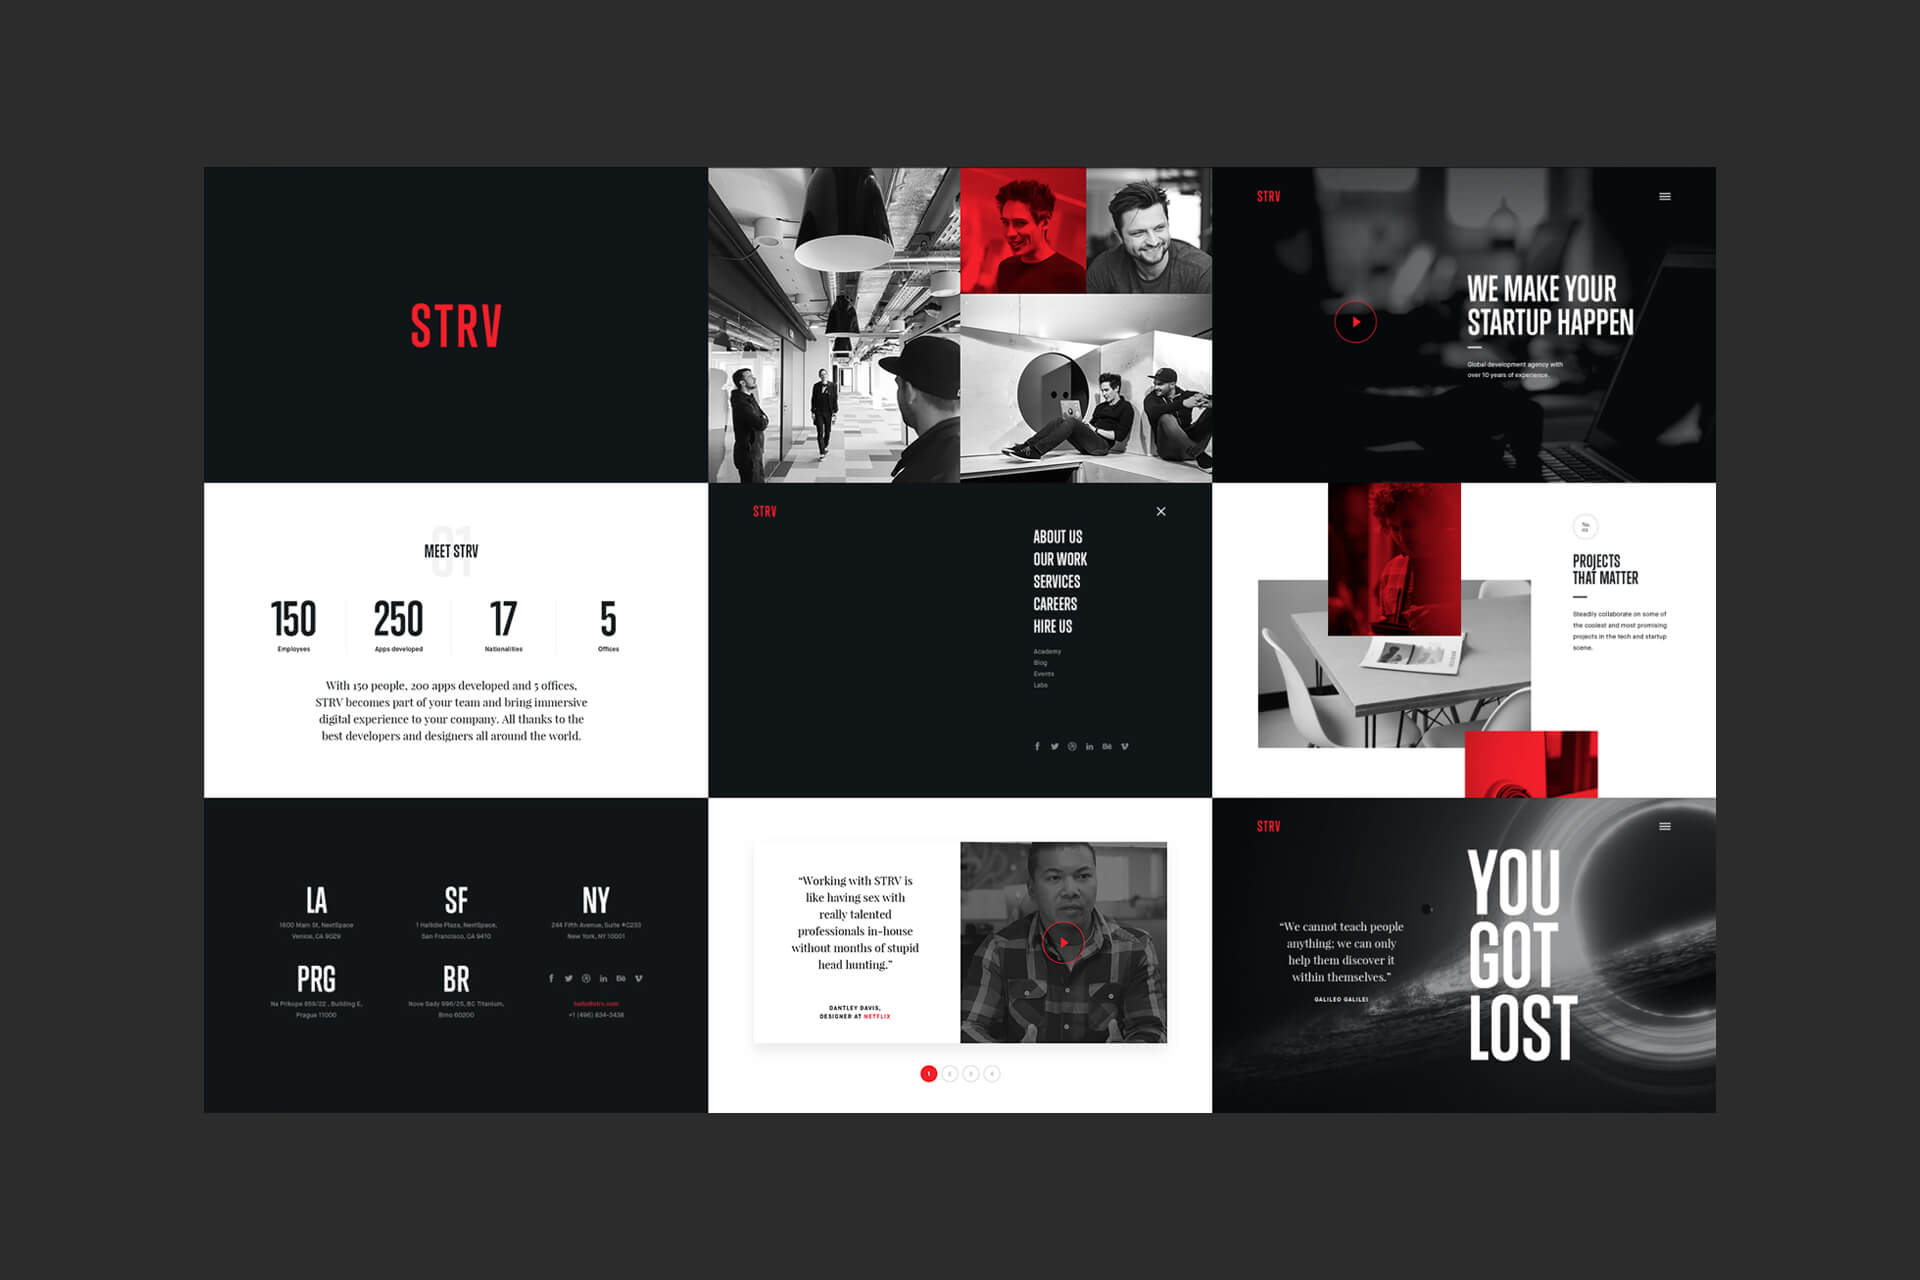 STRV
STRV
WE MAKE YOUR
STARTUP HAPPEN
Global development agency with
over 10 years of experience.
01
MEET STRV
150
Employees
250
Apps developed
17
Nationalities
5
Offices
With 150 people, 200 apps developed and 5 offices,
STRV becomes part of your team and bring immersive
digital experience to your company. All thanks to the
best developers and designers all around the world.
STRV
ABOUT US
OUR WORK
SERVICES
CAREERS
HIRE US
Academy
Blog
Events
Labs
No.
PROJECTS
THAT MATTER
Steadily collaborate on some of
the coolest and most promising
projects in the tech and startup
scene.
LA
1600 Main St, NextSpace
Venice, CA 9029
SF
1 Hallidie Plaza, NextSpace,
San Francisco, CA 9410
NY
244 Fifth Avenue, Suite #C233
New York, NY 10001
PRG
Na Prikope 859/22 , Building E,
Prague 11000
BR
Nove Sady 996/25, BC Titanium,
Brno 60200
hello@strv.com
+1 (496) 834-3438
“Working with STRV is
like having sex with
really talented
professionals in-house
without months of stupid
head hunting.”
DANTLEY DAVIS,
DESIGNER AT NETFLIX
1 2 3 4
STRV
“We cannot teach people
anything; we can only
help them discover it
within themselves.”
GALILEO GALILEI
YOU
GOT
LOST